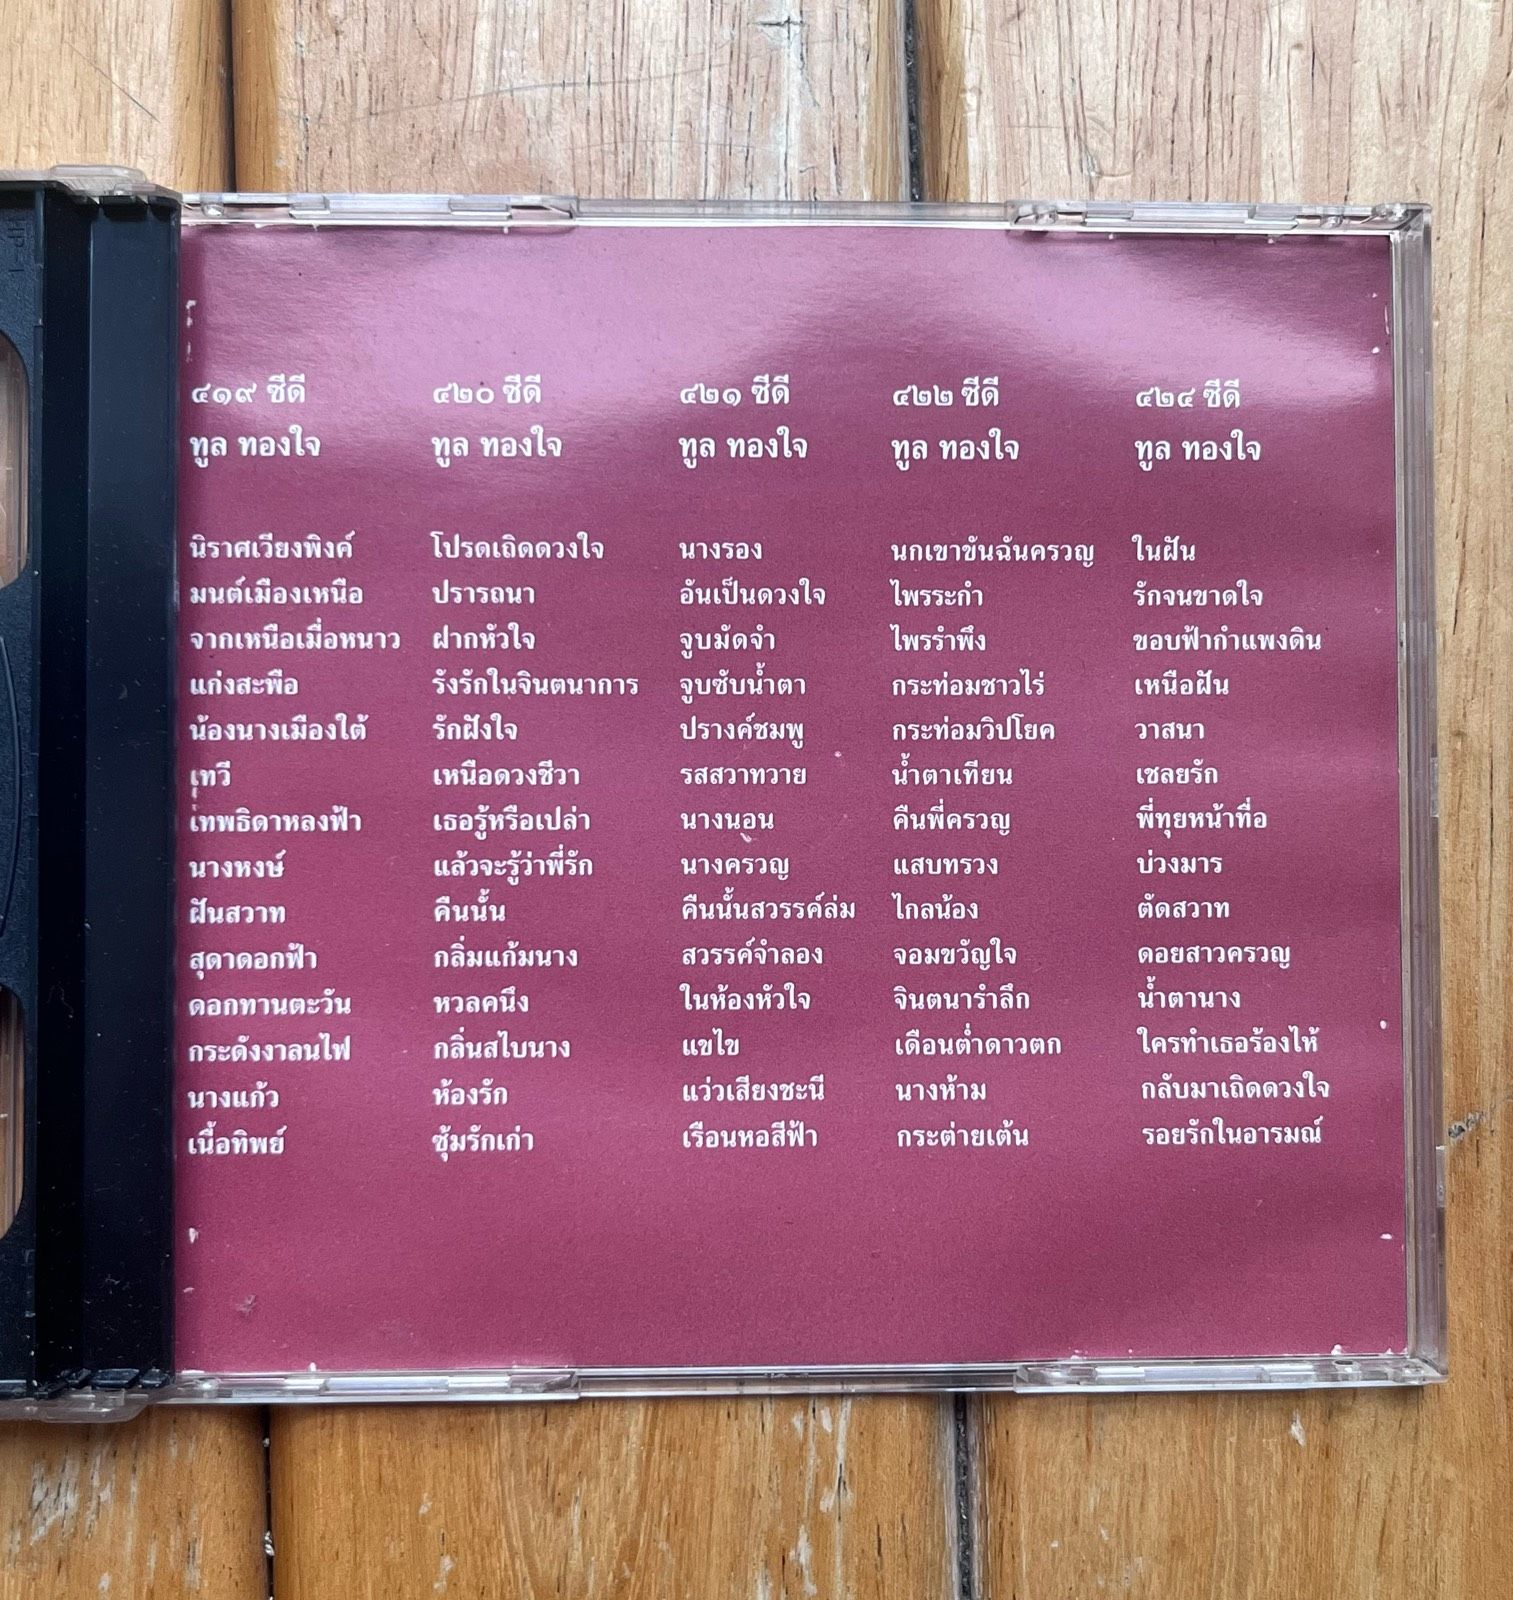 ๔๑๙ ซีดี
ทูล ทองใจ
นิราศเวียงพิงค์
มนต์เมืองเหนือ
จากเหนือเมื่อหนาว
แก่งสะพือ
น้องนางเมืองใต้
เทวี
เทพธิดาหลงฟ้า
นางหงษ์
ฝันสวาท
สุดาดอกฟ้า
ดอกทานตะวัน
กระดังงาลนไฟ
นางแก้ว
เนื้อทิพย์
๔๒๐ ซีดี
ทูล ทองใจ
โปรดเถิดดวงใจ
ปรารถนา
ฝากหัวใจ
รังรักในจินตนาการ
รักฝังใจ
เหนือดวงชีวา
เธอรู้หรือเปล่า
แล้วจะรู้ว่าพี่รัก
คืนนั้น
กลิ่มแก้มนาง
หวลคนึง
กลิ่นสไบนาง
ห้องรัก
ซุ้มรักเก่า
๔๒๑ ซีดี
ทูล ทองใจ
นางรอง
อันเป็นดวงใจ
จูบมัดจำ
จูบซับน้ำตา
ปรางค์ชมพู
รสสวาทวาย
นางนอน
นางครวญ
คืนนั้นสวรรค์ล่ม
สวรรค์จำลอง
ในห้องหัวใจ
แขไข
แว่วเสียงชะนี
เรือนหอสีฟ้า
๔๒๒ ซีดี
ทูล ทองใจ
นกเขาขันฉันครวญ
ไพรระกำ
ไพรรำพึง
กระท่อมชาวไร่
กระท่อมวิปโยค
น้ำตาเทียน
คืนพี่ครวญ
แสบทรวง
ไกลน้อง
จอมขวัญใจ
จินตนารำลึก
เดือนต่ำดาวตก
นางห้าม
กระต่ายเต้น
๔๒๔ ซีดี
ทูล ทองใจ
ในฝัน
รักจนขาดใจ
ขอบฟ้ากำแพงดิน
เหนือฝัน
วาสนา
เชลยรัก
พี่ทุยหน้าทื่อ
บ่วงมาร
ตัดสวาท
ดอยสาวครวญ
น้ำตานาง
ใครทำเธอร้องไห้
กลับมาเถิดดวงใจ
รอยรักในอารมณ์